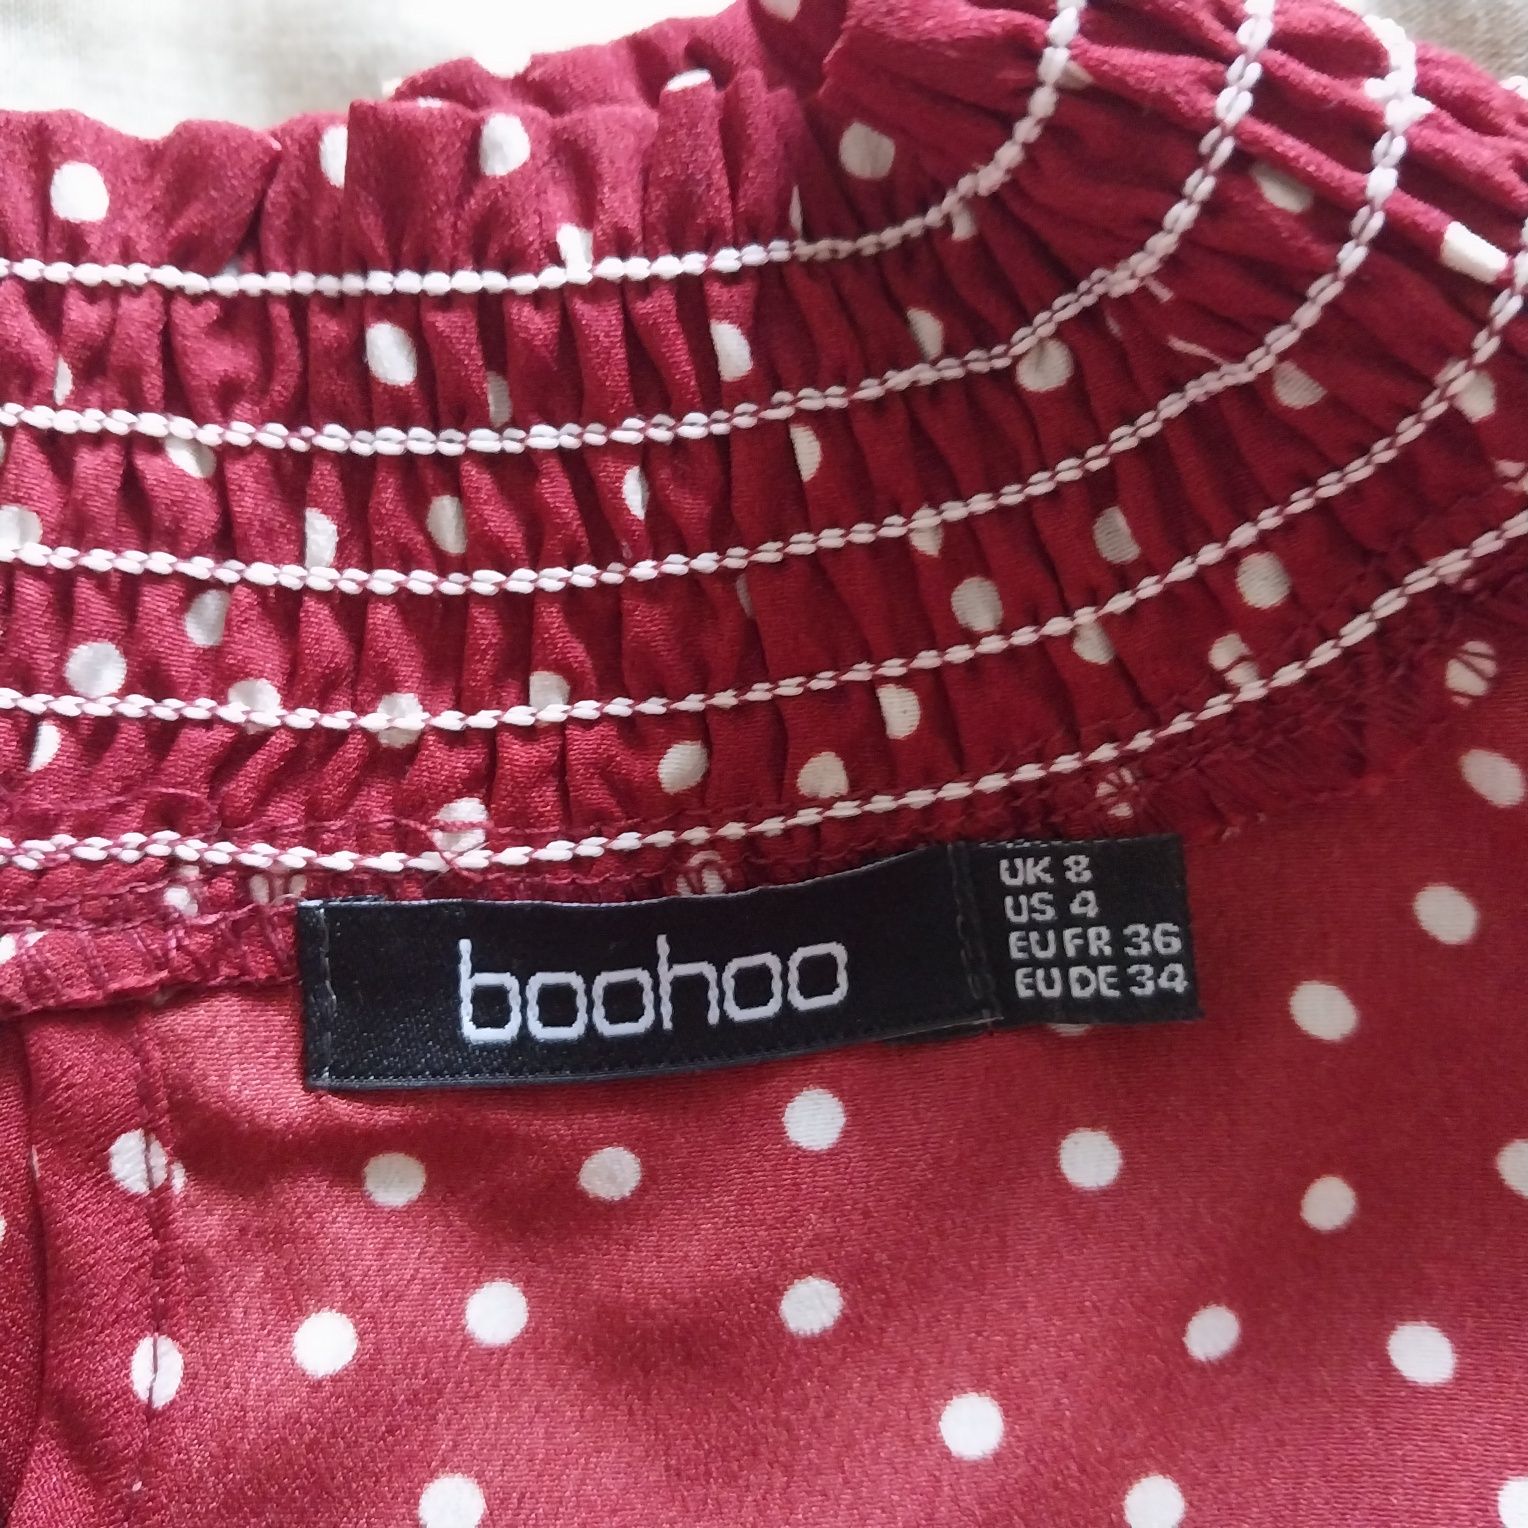 boohoo
UK 8
US 4
EU FR 36
EU DE 34